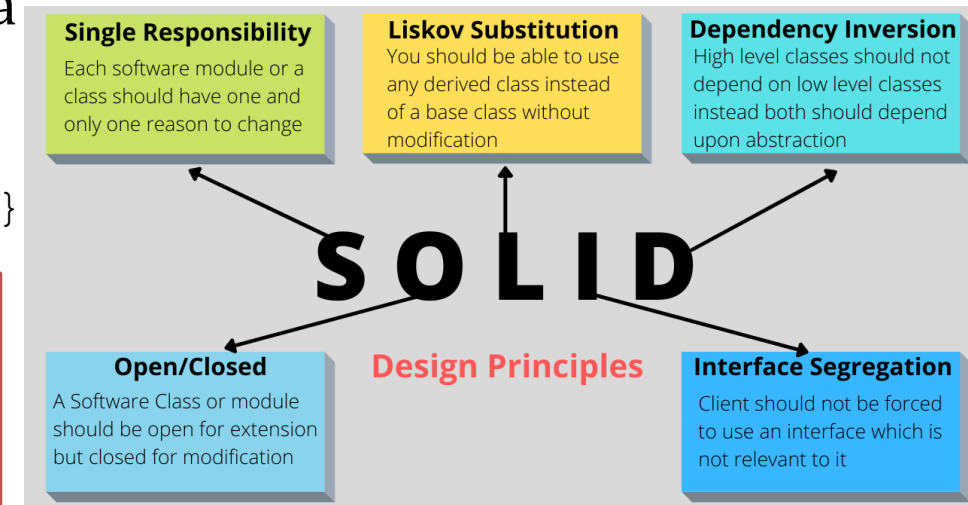 a
}
Single Responsibility
Each software module or a
class should have one and
only one reason to change
Liskov Substitution
You should be able to use
any derived class instead
of a base class without
modification
Dependency Inversion
High level classes should not
depend on low level classes
instead both should depend
upon abstraction
SOLID
Design Principles
Open/Closed
A Software Class or module
should be open for extension
but closed for modification
Interface Segregation
Client should not be forced
to use an interface which is
not relevant to it